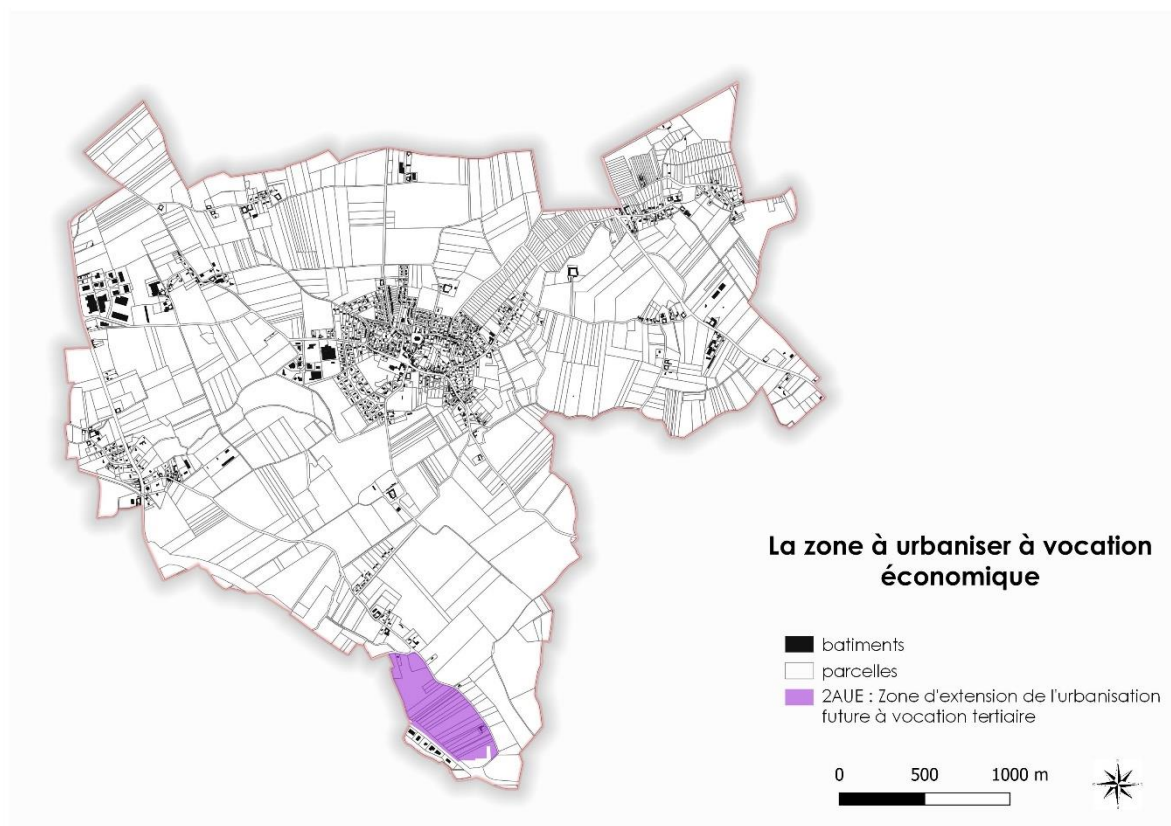 La zone à urbaniser à vocation
économique
batiments
parcelles
2AUE : Zone d'extension de l'urbanisation
future à vocation tertiaire
0 500 1000 m